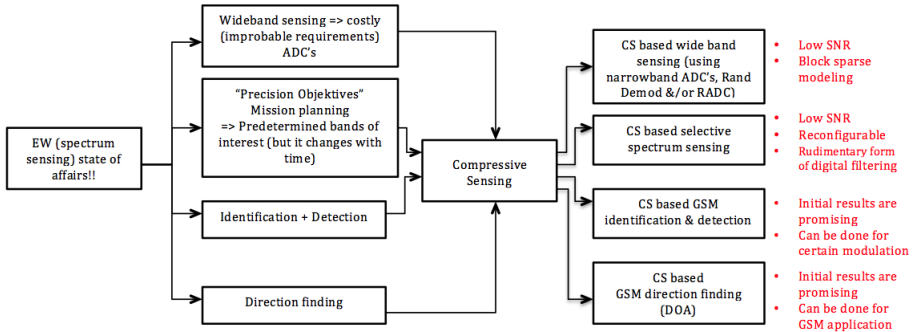 EW (spectrum
sensing) state of
affairs!!
Wideband sensing => costly
(improbable requirements)
ADC's
“Precision Objektives”
Mission planning
=> Predetermined bands of
interest (but it changes with
time)
Identification + Detection
Direction finding
Compressive
Sensing
CS based wide band
sensing (using
narrowband ADC's, Rand
Demod &/or RADC)
• Low SNR
• Block sparse
modeling
CS based selective
spectrum sensing
• Low SNR
• Reconfigurable
• Rudimentary form
of digital filtering
CS based GSM
identification & detection
• Initial results are
promising
• Can be done for
certain modulation
CS based
GSM direction finding
(DOA)
• Initial results are
promising
• Can be done for
GSM application